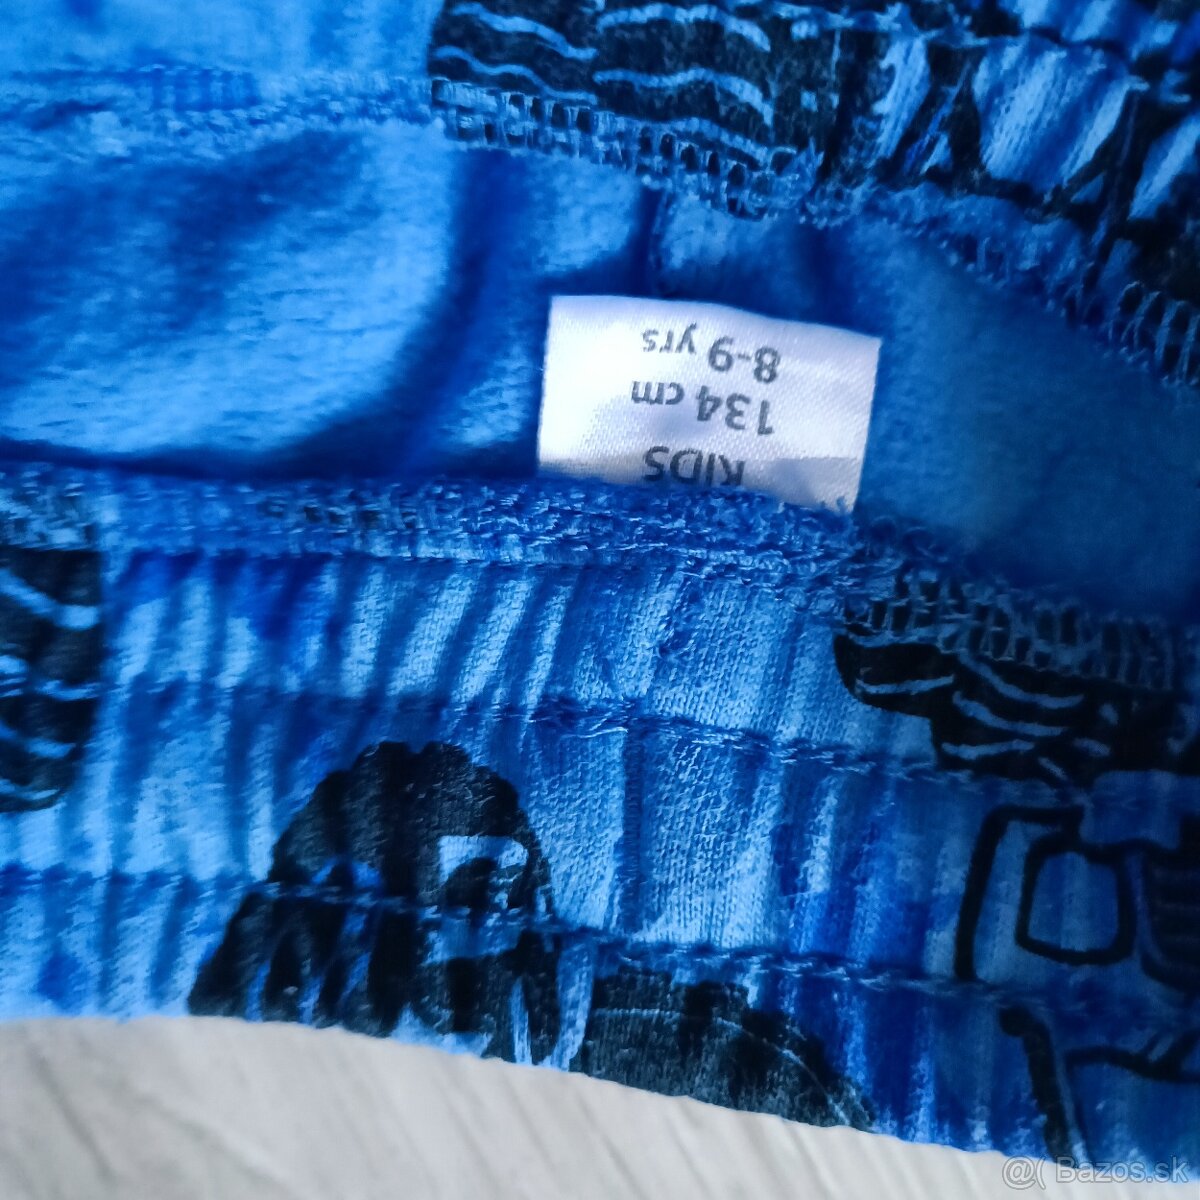 KIDS
134 cm
8-9 yrs
@( Bazos.sk